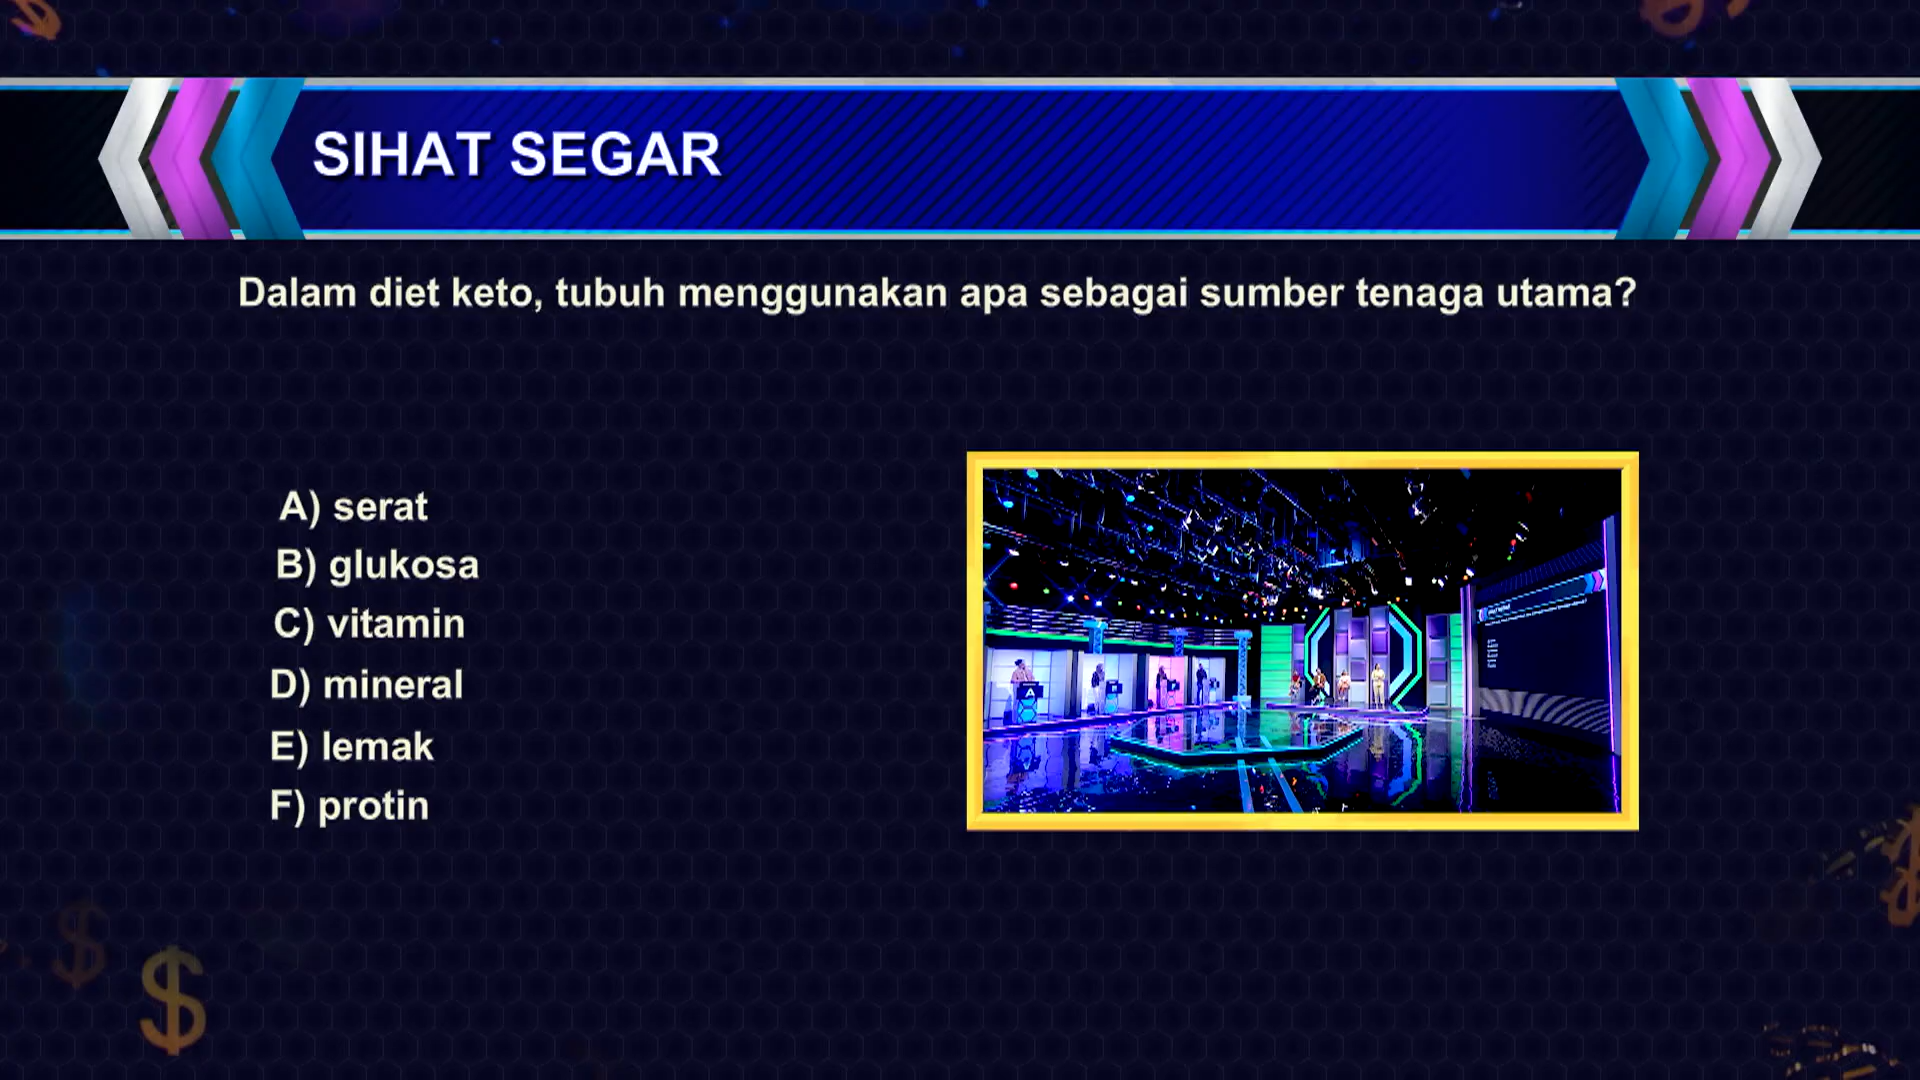 SIHAT SEGAR
Dalam diet keto, tubuh menggunakan apa sebagai sumber tenaga utama?
A) serat
B) glukosa
C) vitamin
D) mineral
E) lemak
F) protin